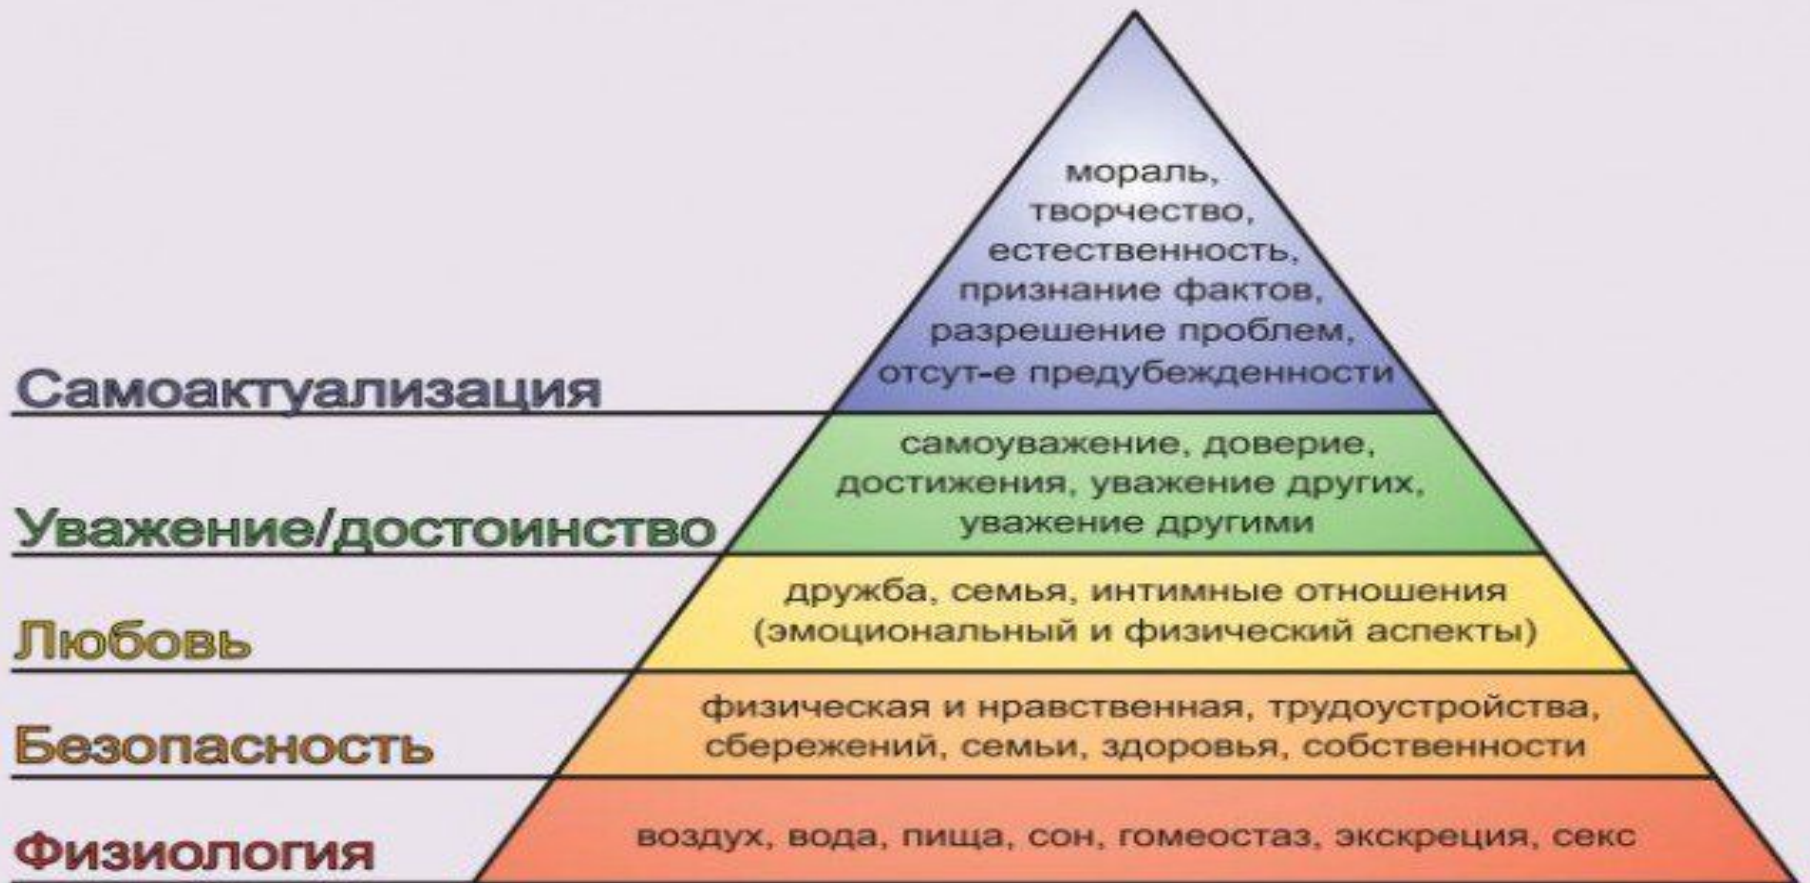 мораль,
творчество,
естественность,
признание фактов,
разрешение проблем,
отсут-е предубежденности
Самоактуализация
самоуважение, доверие,
достижения, уважение других,
уважение другими
Уважение/достоинство
дружба, семья, интимные отношения
(эмоциональный и физический аспекты)
Любовь
физическая и нравственная, трудоустройства,
сбережений, семьи, здоровья, собственности
Безопасность
воздух, вода, пища, сон, гомеостаз, экскреция, секс
Физиология